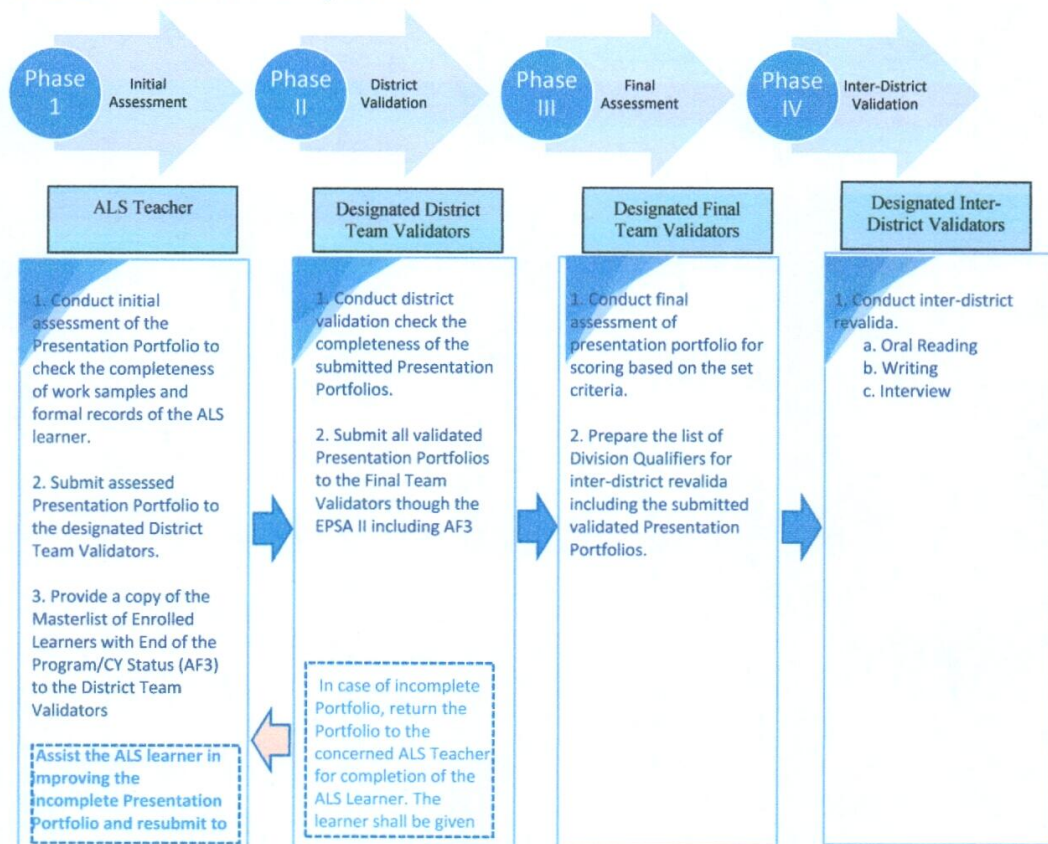 Phase
1
Initial
Assessment
Phase
II
District
Validation
Phase
III
Final
Assessment
Phase
IV
Inter-District
Validation
ALS Teacher
Designated District
Team Validators
Designated Final
Team Validators
Designated Inter-
District Validators
1. Conduct initial
assessment of the
Presentation Portfolio to
check the completeness
of work samples and
formal records of the ALS
learner.
2. Submit assessed
Presentation Portfolio to
the designated District
Team Validators.
3. Provide a copy of the
Masterlist of Enrolled
Learners with End of the
Program/CY Status (AF3)
to the District Team
Validators
Assist the ALS learner in
improving the
incomplete Presentation
Portfolio and resubmit to
1. Conduct district
validation check the
completeness of the
submitted Presentation
Portfolios.
2. Submit all validated
Presentation Portfolios
to the Final Team
Validators though the
EPSA II including AF3
In case of incomplete
Portfolio, return the
Portfolio to the
concerned ALS Teacher
for completion of the
ALS Learner. The
learner shall be given
1. Conduct final
assessment of
presentation portfolio for
scoring based on the set
criteria.
2. Prepare the list of
Division Qualifiers for
inter-district revalida
including the submitted
validated Presentation
Portfolios.
1. Conduct inter-district
revalida.
a. Oral Reading
b. Writing
c. Interview